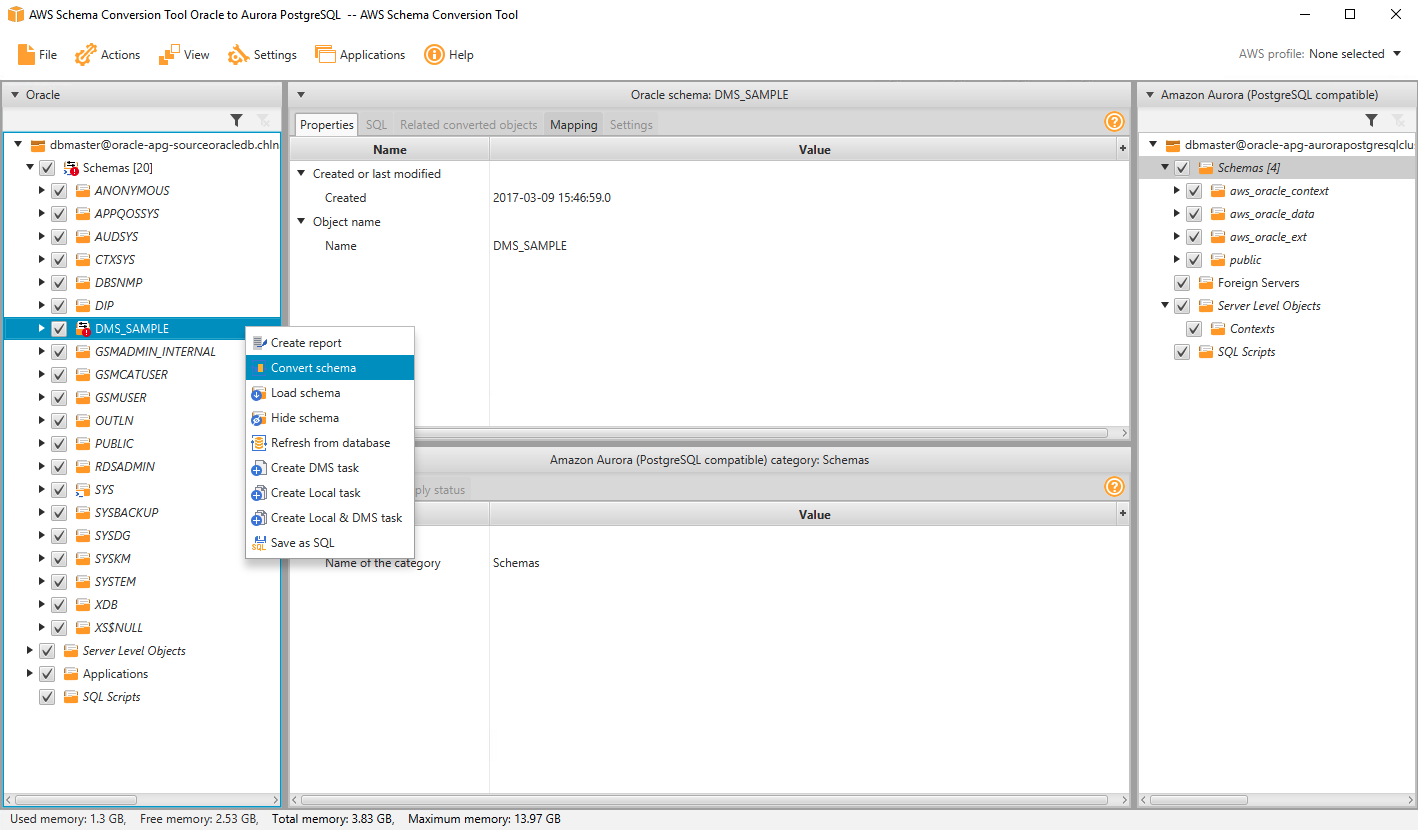 AWS Schema Conversion Tool Oracle to Aurora PostgreSQL -- AWS Schema Conversion Tool
File Actions View Settings Applications Help AWS profile: None selected
Oracle
dbmaster@oracle-apg-sourceoracledb.chln
Schemas [20]
ANONYMOUS
APPQOSSYS
AUDSYS
CTXSYS
DBSNMP
DIP
DMS_SAMPLE
GSMADMIN_INTERNAL
GSMCATUSER
GSMUSER
OUTLN
PUBLIC
RDSADMIN
SYS
SYSBACKUP
SYSDG
SYSKM
SYSTEM
XDB
XS$NULL
Server Level Objects
Applications
SQL Scripts
Create report
Convert schema
Load schema
Hide schema
Refresh from database
Create DMS task
Create Local task
Create Local & DMS task
SQL
Save as SQL
Oracle schema: DMS_SAMPLE
Properties SQL Related converted objects Mapping Settings
Name Value +
Created or last modified
Created 2017-03-09 15:46:59.0
Object name
Name DMS_SAMPLE
Amazon Aurora (PostgreSQL compatible) category: Schemas
ply status
Value +
Name of the category Schemas
Amazon Aurora (PostgreSQL compatible)
dbmaster@oracle-apg-aurorapostgresqlclu
Schemas [4]
aws_oracle_context
aws_oracle_data
aws_oracle_ext
public
Foreign Servers
Server Level Objects
Contexts
SQL Scripts
Used memory: 1.3 GB, Free memory: 2.53 GB, Total memory: 3.83 GB, Maximum memory: 13.97 GB